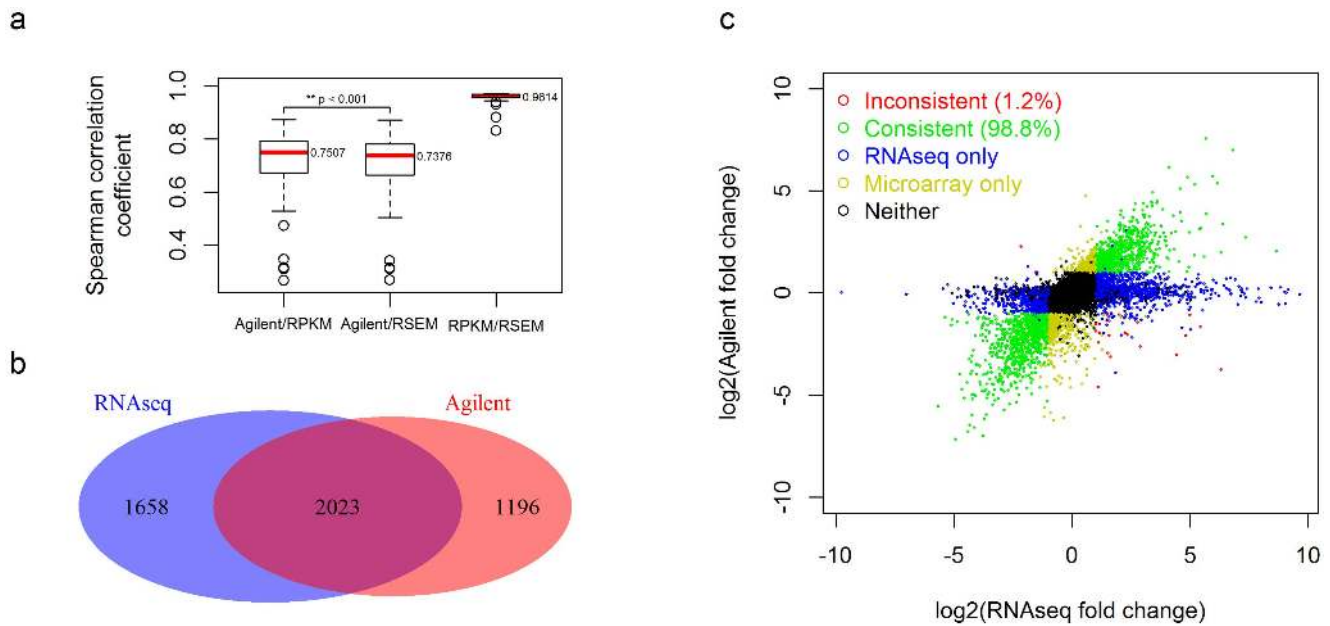 a
Spearman correlation
coefficient
1.0
0.8
0.6
0.4
** p < 0.001
0.7507
0.7376
0.9614
Agilent/RPKM
Agilent/RSEM
RPKM/RSEM
b
RNAseq
Agilent
1658
2023
1196
c
log2(Agilent fold change)
10
5
0
-5
-10
Inconsistent (1.2%)
Consistent (98.8%)
RNAseq only
Microarray only
Neither
-10
-5
0
5
10
log2(RNAseq fold change)